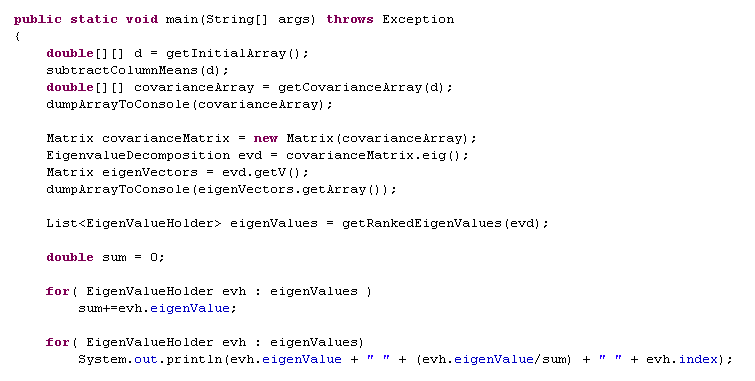 public static void main(String[] args) throws Exception
{
    double[][] d = getInitialArray();
    subtractColumnMeans(d);
    double[][] covarianceArray = getCovarianceArray(d);
    dumpArrayToConsole(covarianceArray);

    Matrix covarianceMatrix = new Matrix(covarianceArray);
    EigenvalueDecomposition evd = covarianceMatrix.eig();
    Matrix eigenVectors = evd.getV();
    dumpArrayToConsole(eigenVectors.getArray());

    List<EigenValueHolder> eigenValues = getRankedEigenValues(evd);

    double sum = 0;

    for( EigenValueHolder evh : eigenValues )
        sum+=evh.eigenValue;

    for( EigenValueHolder evh : eigenValues)
        System.out.println(evh.eigenValue + " " + (evh.eigenValue/sum) + " " + evh.index);